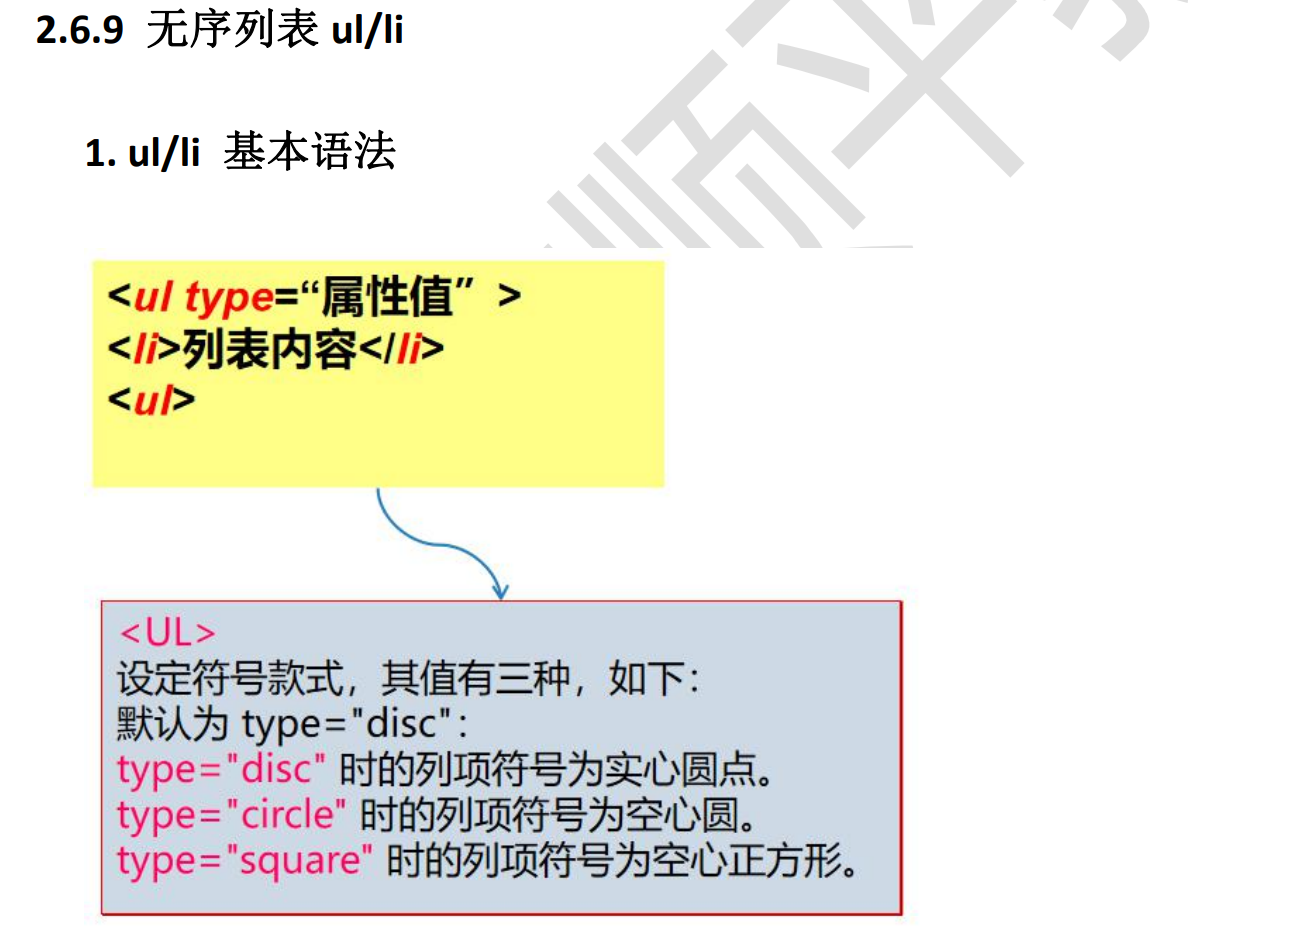 2.6.9 无序列表 ul/li
1. ul/li 基本语法
<ul type=“属性值” >
<li>列表内容</li>
<ul>
<UL>
设定符号款式，其值有三种，如下：
默认为 type="disc"：
type="disc" 时的列项符号为实心圆点。
type="circle" 时的列项符号为空心圆。
type="square" 时的列项符号为空心正方形。
顺平